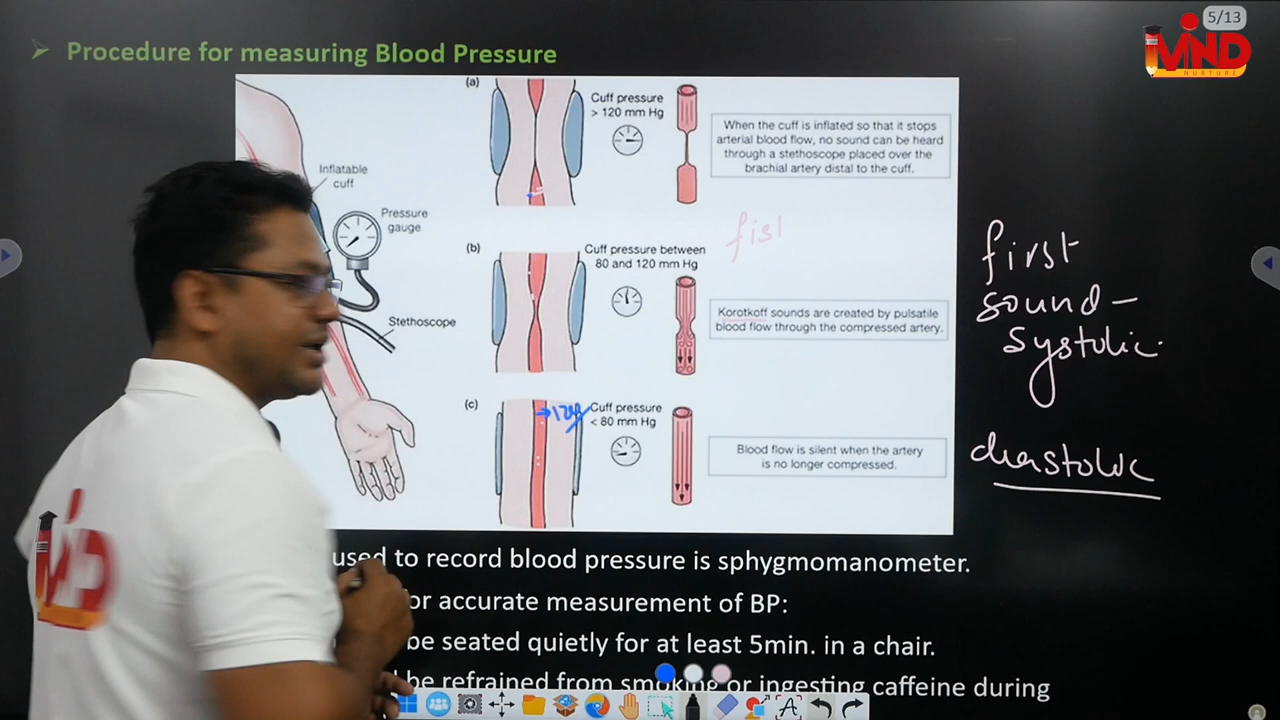 5/13
MIND
NURTURE
Procedure for measuring Blood Pressure
(a)
Cuff pressure
> 120 mm Hg
When the cuff is inflated so that it stops
arterial blood flow, no sound can be heard
through a stethoscope placed over the
brachial artery distal to the cuff.
Inflatable
cuff
Pressure
gauge
Stethoscope
(b)
Cuff pressure between
80 and 120 mm Hg
fisl
Korotkoff sounds are created by pulsatile
blood flow through the compressed artery.
(c)
Cuff pressure
< 80 mm Hg
Blood flow is silent when the artery
is no longer compressed.
first
sound –
systolic.
diastolic
used to record blood pressure is sphygmomanometer.
or accurate measurement of BP:
be seated quietly for at least 5min. in a chair.
be refrained from smoking or ingesting caffeine during